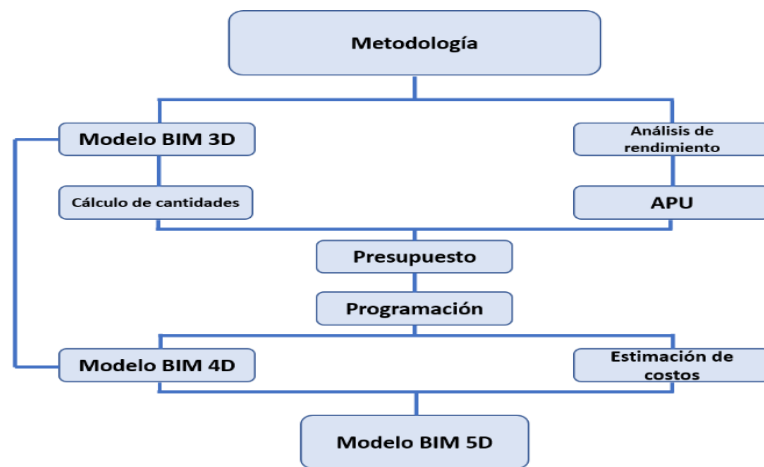 Metodología
Modelo BIM 3D
Análisis de
rendimiento
Cálculo de cantidades
APU
Presupuesto
Programación
Modelo BIM 4D
Estimación de
costos
Modelo BIM 5D